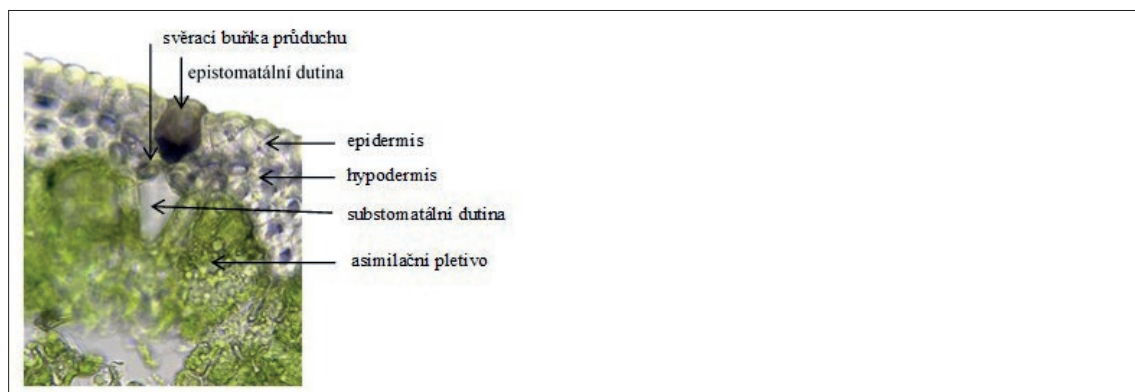 svěrací buňka průduchu
epistomatální dutina
epidermis
hypodermis
substomatální dutina
asimilační pletivo